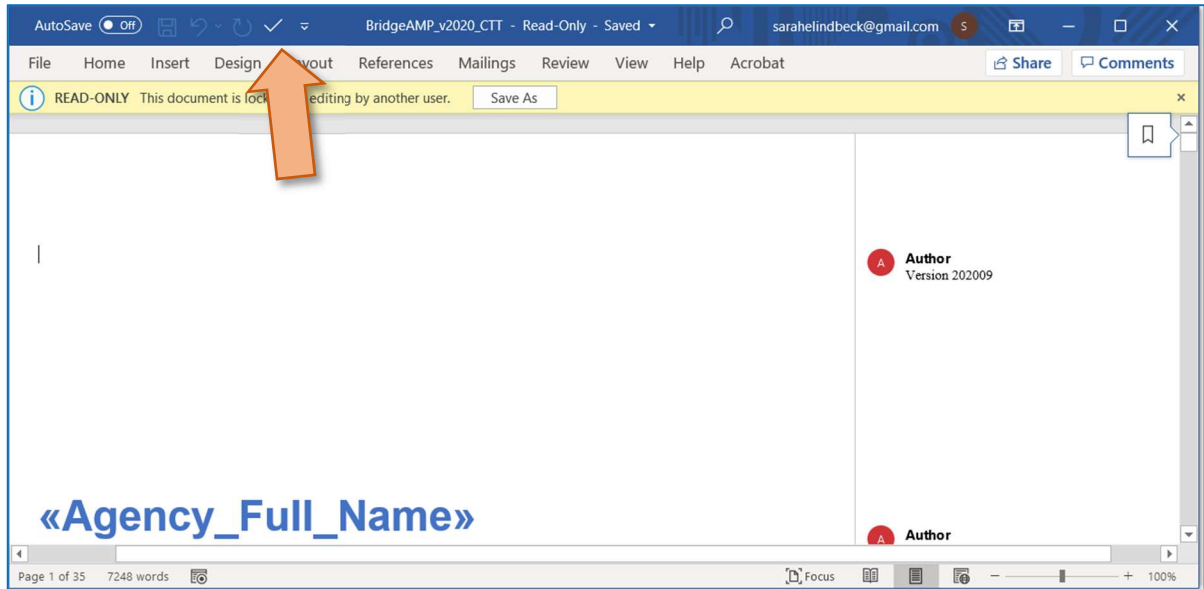 AutoSave Off BridgeAMP_v2020_CTT - Read-Only - Saved sarahelindbeck@gmail.com S
File Home Insert Design References Mailings Review View Help Acrobat Share Comments
i READ-ONLY This document is editing by another user. Save As
A Author
Version 202009
«Agency_Full_Name»
A Author
Page 1 of 35 7248 words Focus 100%